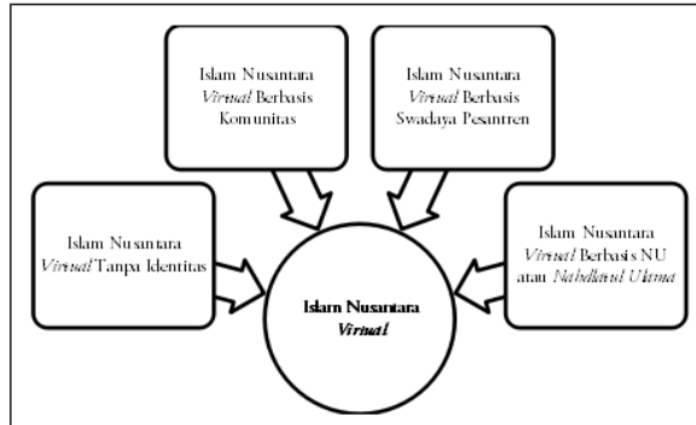 Islam Nusantara
Virtual Berbasis
Komunitas
Islam Nusantara
Virtual Berbasis
Swadaya Pesantren
Islam Nusantara
Virtual Tanpa Identitas
Islam Nusantara
Virtual Berbasis NU
atau Nahdlatul Ulama
Islam Nusantara
Virtual